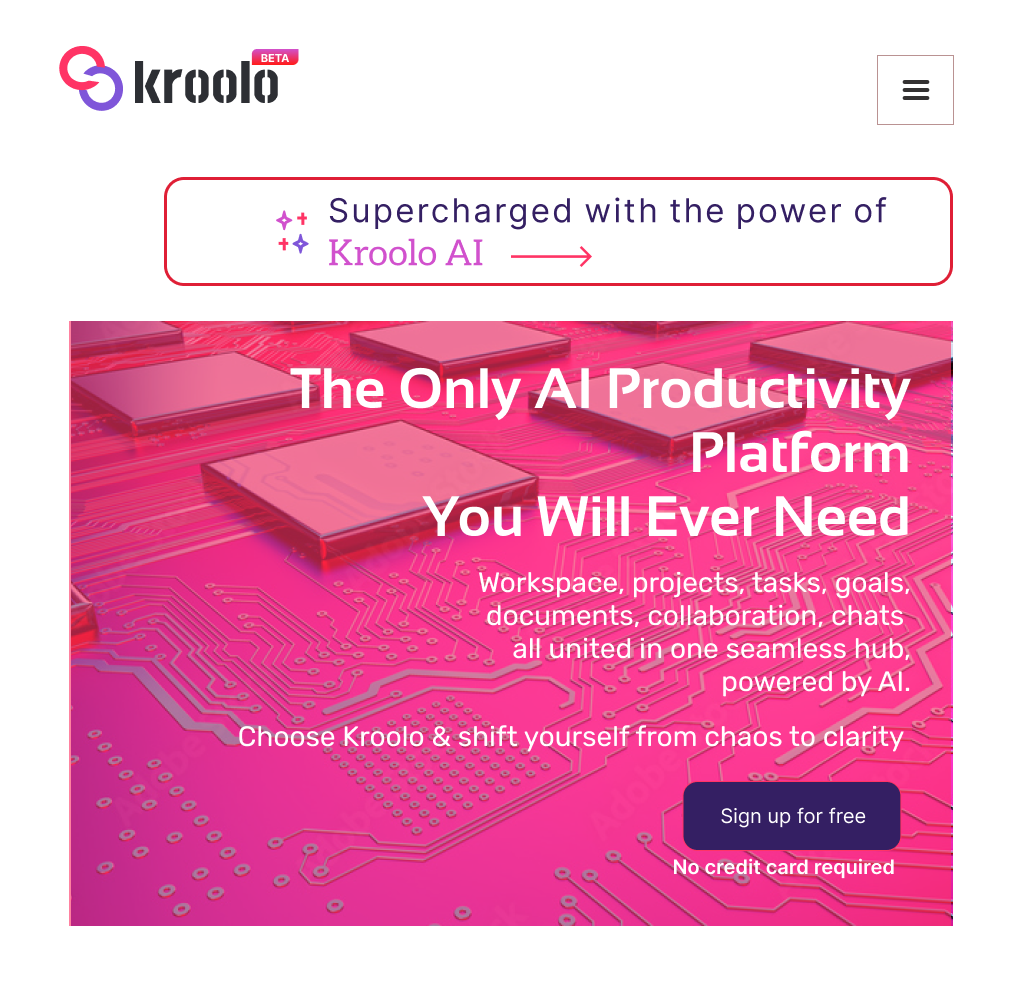 kroolo
BETA
Supercharged with the power of
Kroolo AI
The Only AI Productivity
Platform
You Will Ever Need
Workspace, projects, tasks, goals,
documents, collaboration, chats
all united in one seamless hub,
powered by AI.
Choose Kroolo & shift yourself from chaos to clarity
Sign up for free
No credit card required